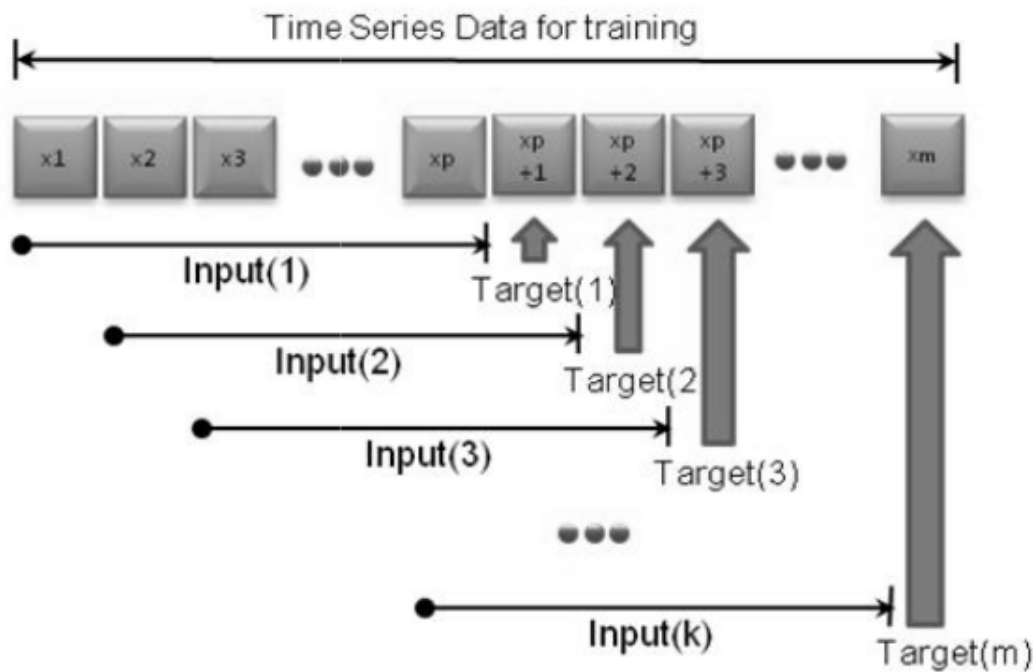 Time Series Data for training
x1 x2 x3 xp xp +1 xp +2 xp +3 xm
Input(1)
Target(1)
Input(2)
Target(2
Input(3)
Target(3)
Input(k)
Target(m)